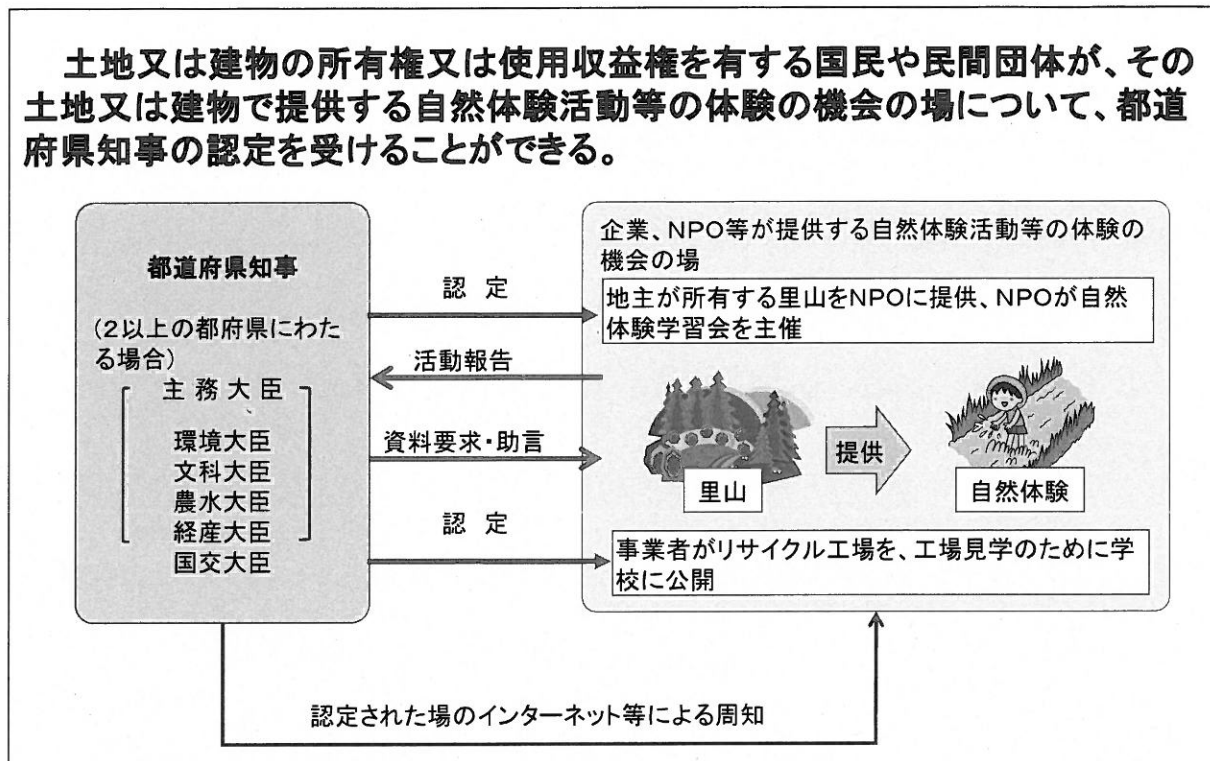 土地又は建物の所有権又は使用収益権を有する国民や民間団体が、その
土地又は建物で提供する自然体験活動等の体験の機会の場について、都道
府県知事の認定を受けることができる。
都道府県知事
(2以上の都府県にわた
る場合)
主務大臣
環境大臣
文科大臣
農水大臣
経産大臣
国交大臣
認 定
活動報告
資料要求・助言
認 定
企業、NPO等が提供する自然体験活動等の体験の
機会の場
地主が所有する里山をNPOに提供、NPOが自然
体験学習会を主催
里山
提供
自然体験
事業者がリサイクル工場を、工場見学のために学
校に公開
認定された場のインターネット等による周知